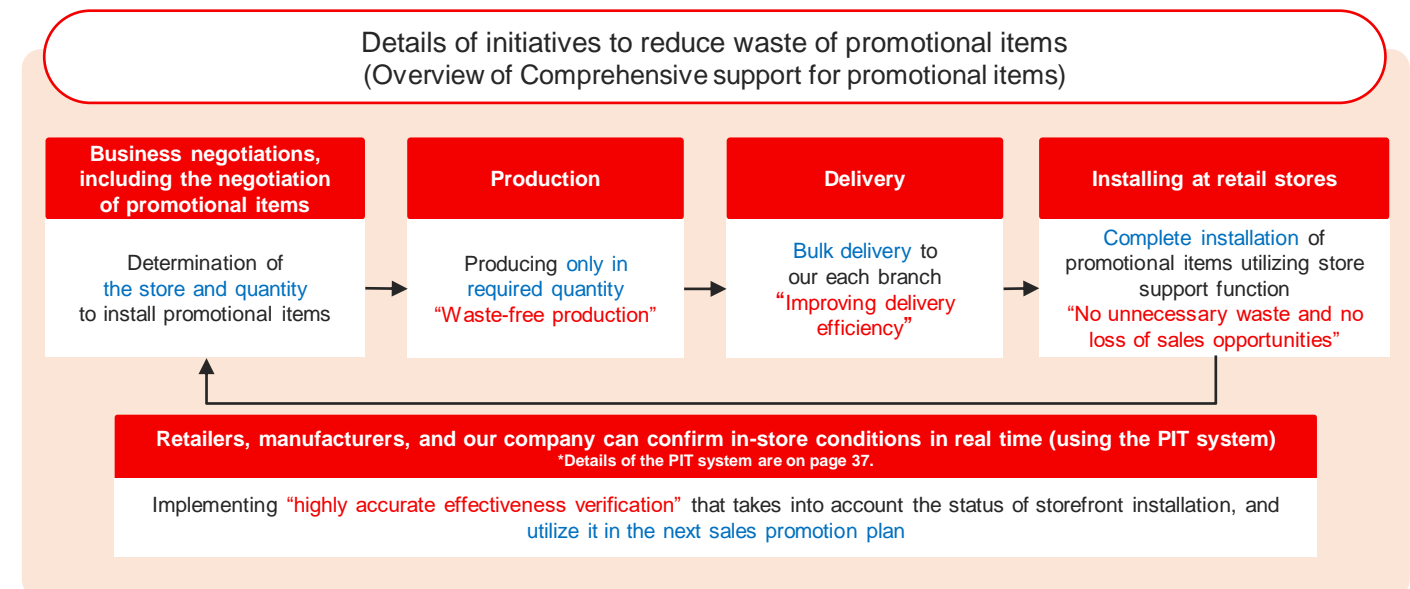 Details of initiatives to reduce waste of promotional items
(Overview of Comprehensive support for promotional items)
Business negotiations,
including the negotiation
of promotional items
Determination of
the store and quantity
to install promotional items
Production
Producing only in
required quantity
“Waste-free production”
Delivery
Bulk delivery to
our each branch
“Improving delivery
efficiency”
Installing at retail stores
Complete installation of
promotional items utilizing store
support function
“No unnecessary waste and no
loss of sales opportunities”
Retailers, manufacturers, and our company can confirm in-store conditions in real time (using the PIT system)
*Details of the PIT system are on page 37.
Implementing “highly accurate effectiveness verification” that takes into account the status of storefront installation, and
utilize it in the next sales promotion plan